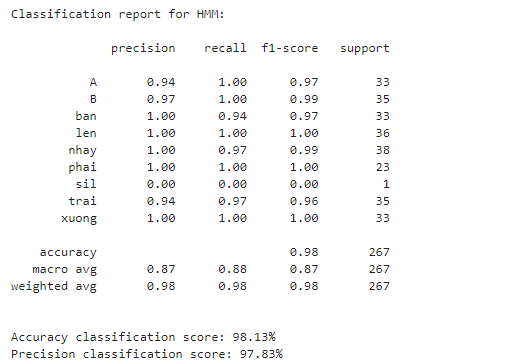 Classification report for HMM:
precision recall f1-score support
A 0.94 1.00 0.97 33
B 0.97 1.00 0.99 35
ban 1.00 0.94 0.97 33
len 1.00 1.00 1.00 36
nhay 1.00 0.97 0.99 38
phai 1.00 1.00 1.00 23
sil 0.00 0.00 0.00 1
trai 0.94 0.97 0.96 35
xuong 1.00 1.00 1.00 33
accuracy 0.98 267
macro avg 0.87 0.88 0.87 267
weighted avg 0.98 0.98 0.98 267
Accuracy classification score: 98.13%
Precision classification score: 97.83%